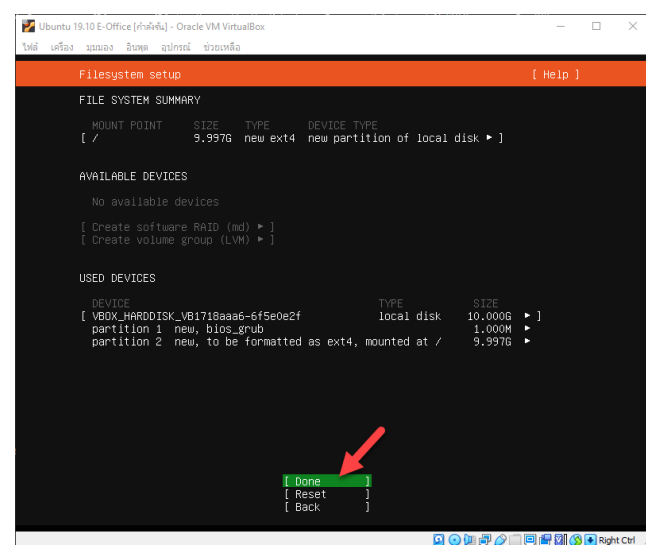 Ubuntu 19.10 E-Office [กำลังรัน] - Oracle VM VirtualBox
ไฟล์ เครื่อง มุมมอง อินพุต อุปกรณ์ ช่วยเหลือ
Filesystem setup [ Help ]
FILE SYSTEM SUMMARY
MOUNT POINT SIZE TYPE DEVICE TYPE
[ / 9.997G new ext4 new partition of local disk ▸ ]
AVAILABLE DEVICES
No available devices
[ Create software RAID (md) ▸ ]
[ Create volume group (LVM) ▸ ]
USED DEVICES
DEVICE TYPE SIZE
[ VBOX_HARDDISK_VB1718aaa6-6f5e0e2f local disk 10.000G ▸ ]
partition 1 new, bios_grub 1.000M ▸
partition 2 new, to be formatted as ext4, mounted at / 9.997G ▸
[ Done ]
[ Reset ]
[ Back ]
Right Ctrl